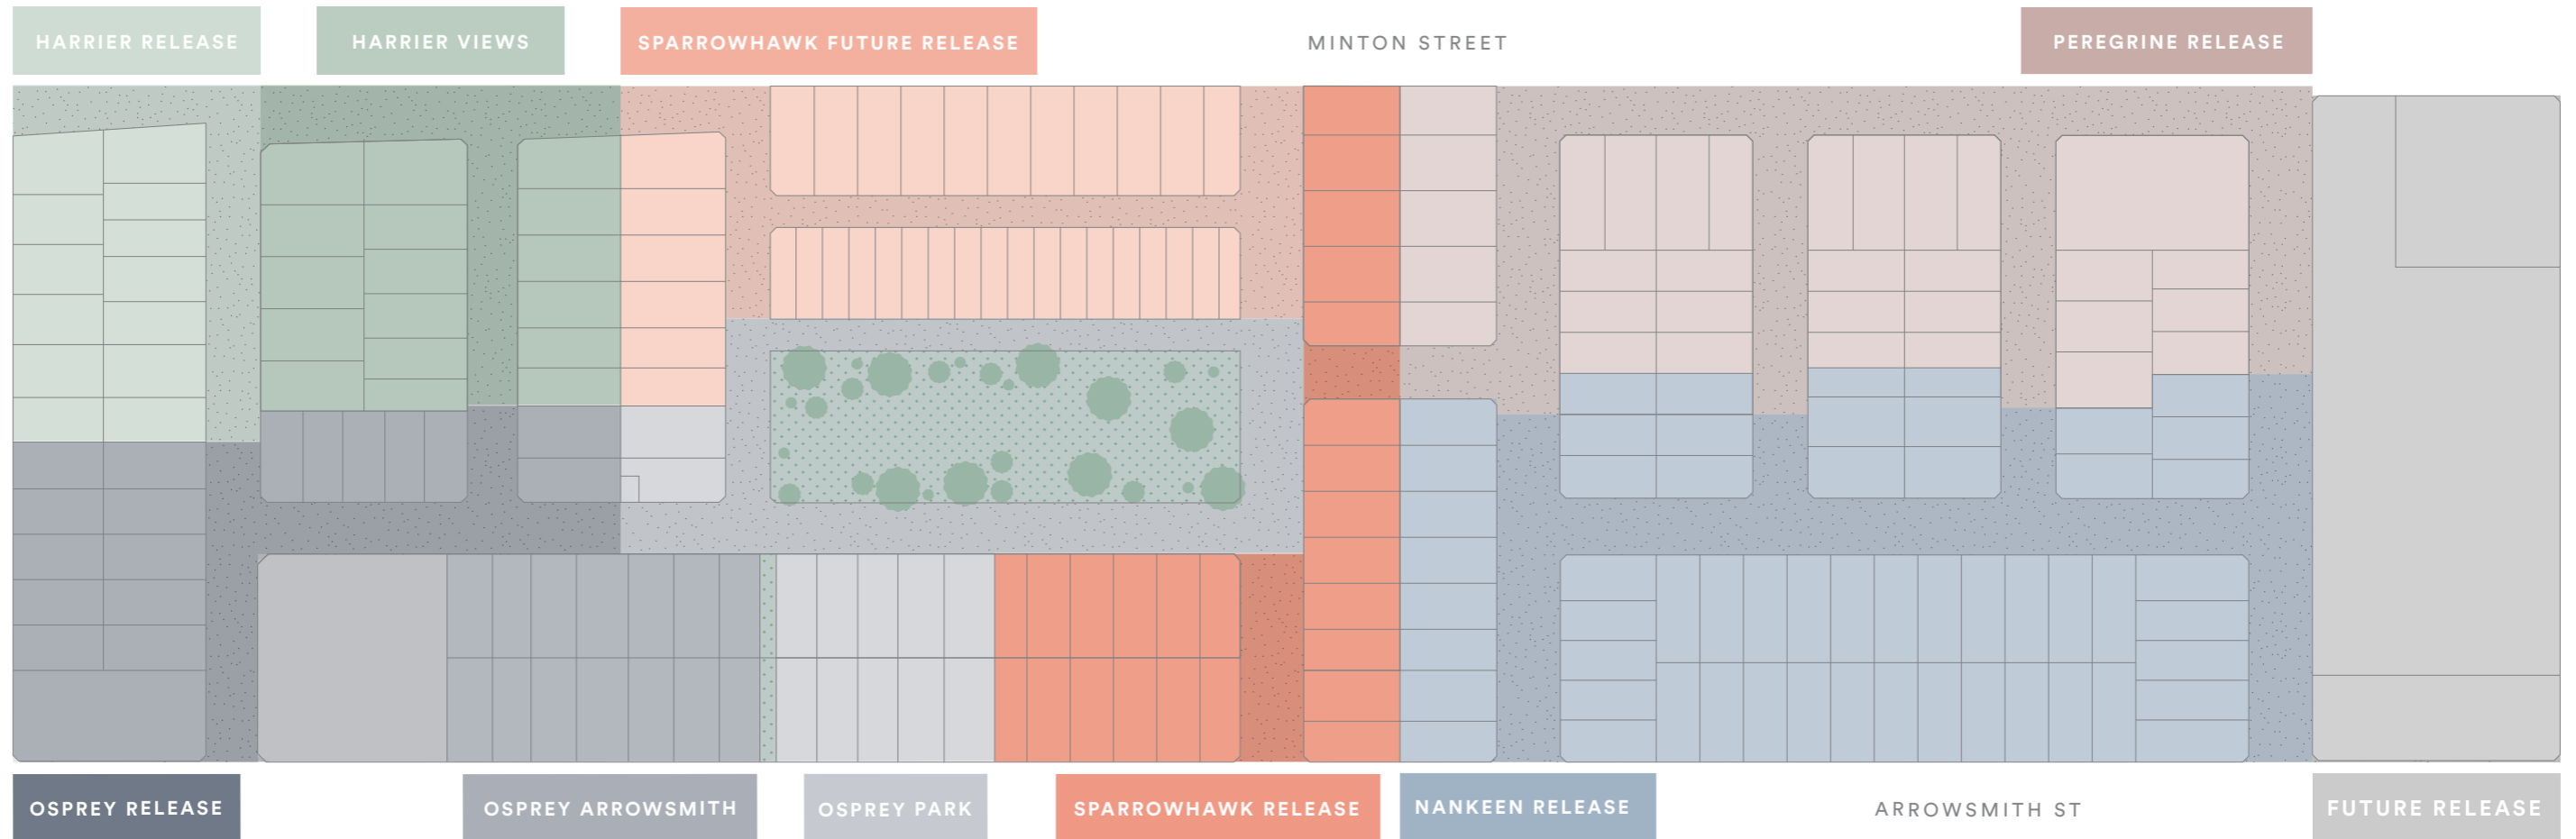 HARRIER RELEASE
HARRIER VIEWS
SPARROWHAWK FUTURE RELEASE
MINTON STREET
PEREGRINE RELEASE
OSPREY RELEASE
OSPREY ARROWSMITH
OSPREY PARK
SPARROWHAWK RELEASE
NANKEEN RELEASE
ARROWSMITH ST
FUTURE RELEASE